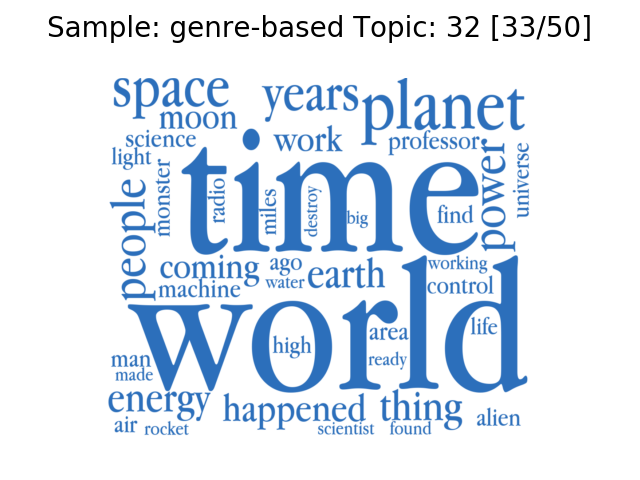 Sample: genre-based Topic: 32 [33/50]
space years planet
moon
science work professor
light
time
people monster radio miles destroy big find power universe
coming ago earth working
machine water control
world
high area life
man ready
made
energy happened thing alien
air rocket scientist found